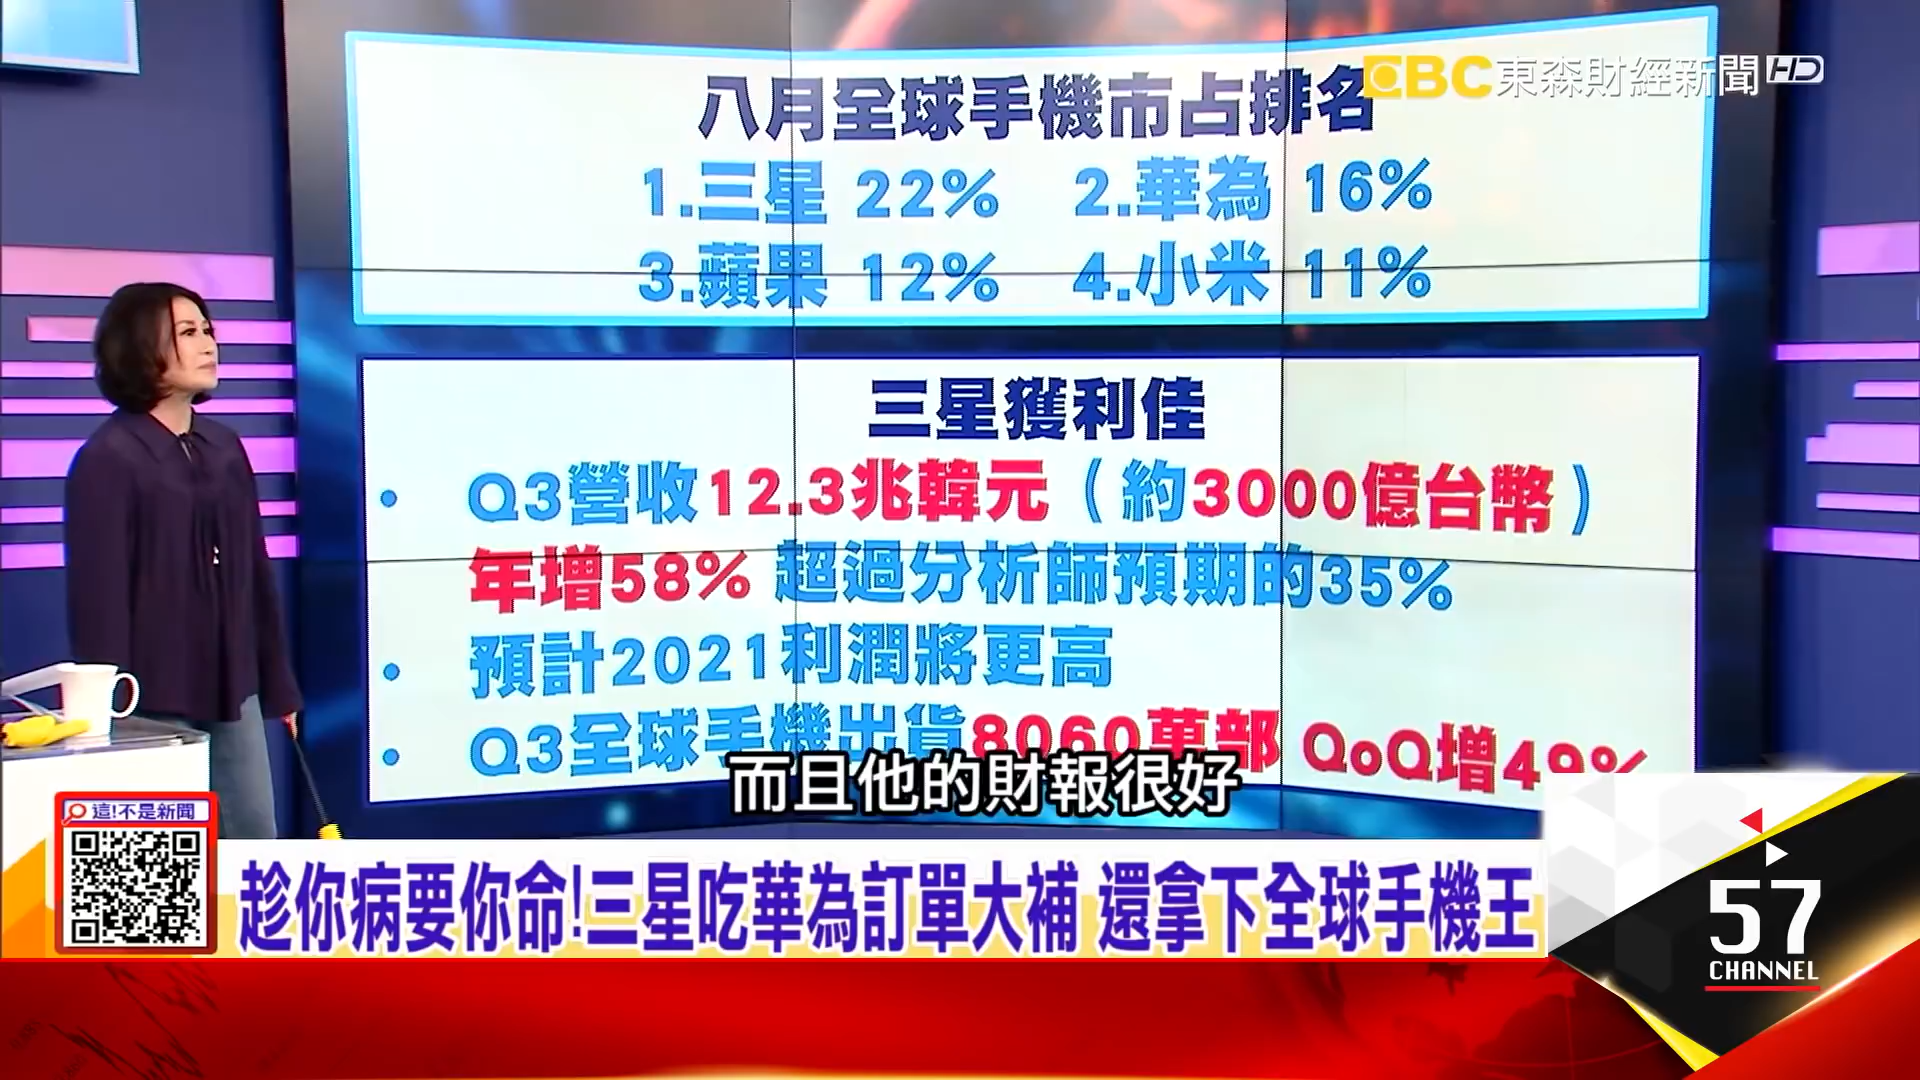 EBC 東森財經新聞 HD
八月全球手機市占排名
1.三星 22% 2.華為 16%
3.蘋果 12% 4.小米 11%
三星獲利佳
• Q3營收12.3兆韓元（約3000億台幣）
年增58% 超過分析師預期的35%
• 預計2021利潤將更高
• Q3全球手機出貨8060萬部 QoQ增49%
而且他的財報很好
這!不是新聞
趁你病要你命!三星吃華為訂單大補 還拿下全球手機王
57
CHANNEL